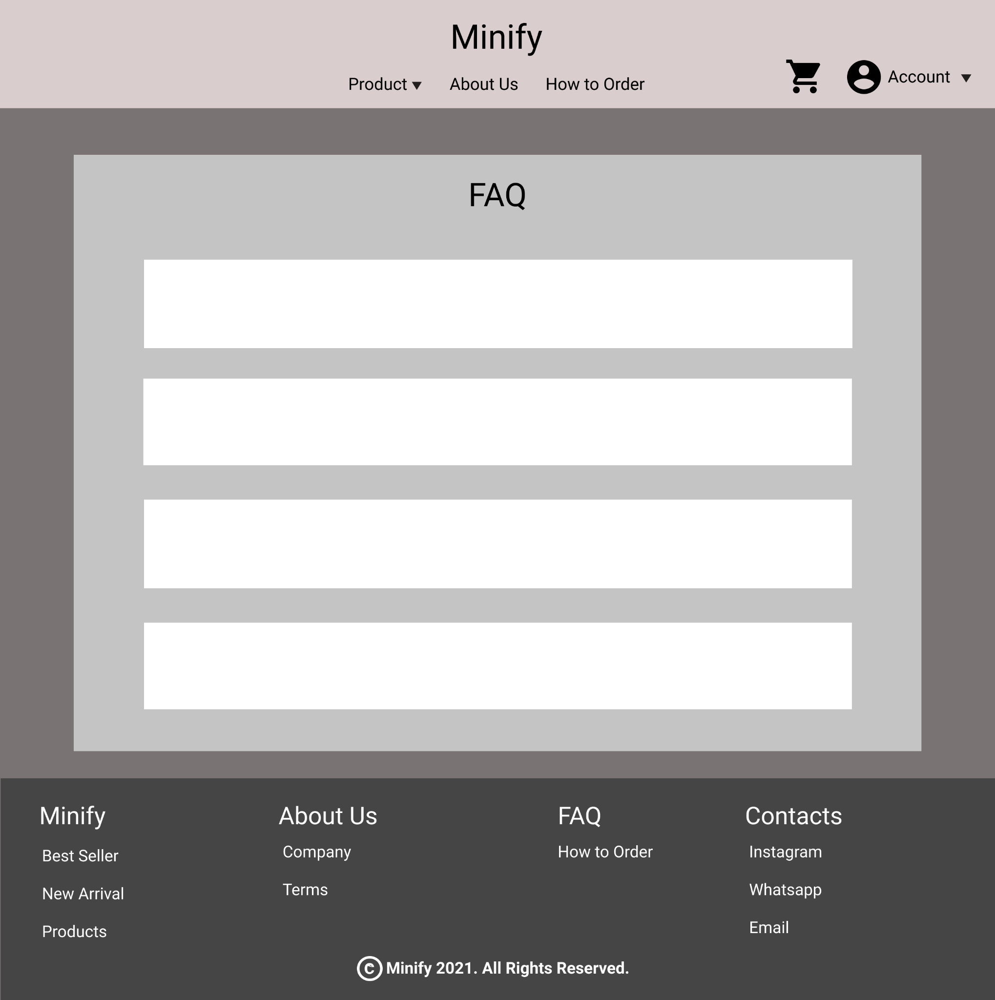 Minify
Product About Us How to Order Account
FAQ
Minify About Us FAQ Contacts
Best Seller Company How to Order Instagram
New Arrival Terms Whatsapp
Products Email
© Minify 2021. All Rights Reserved.